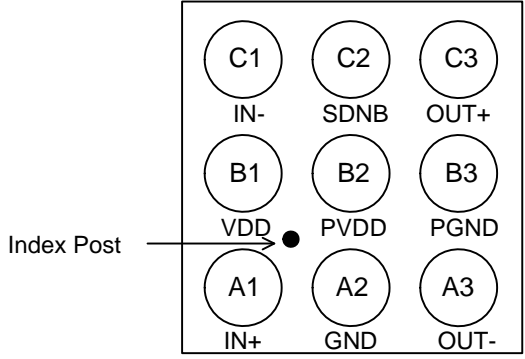 C1 C2 C3
IN- SDNB OUT+
B1 B2 B3
VDD PVDD PGND
Index Post
A1 A2 A3
IN+ GND OUT-